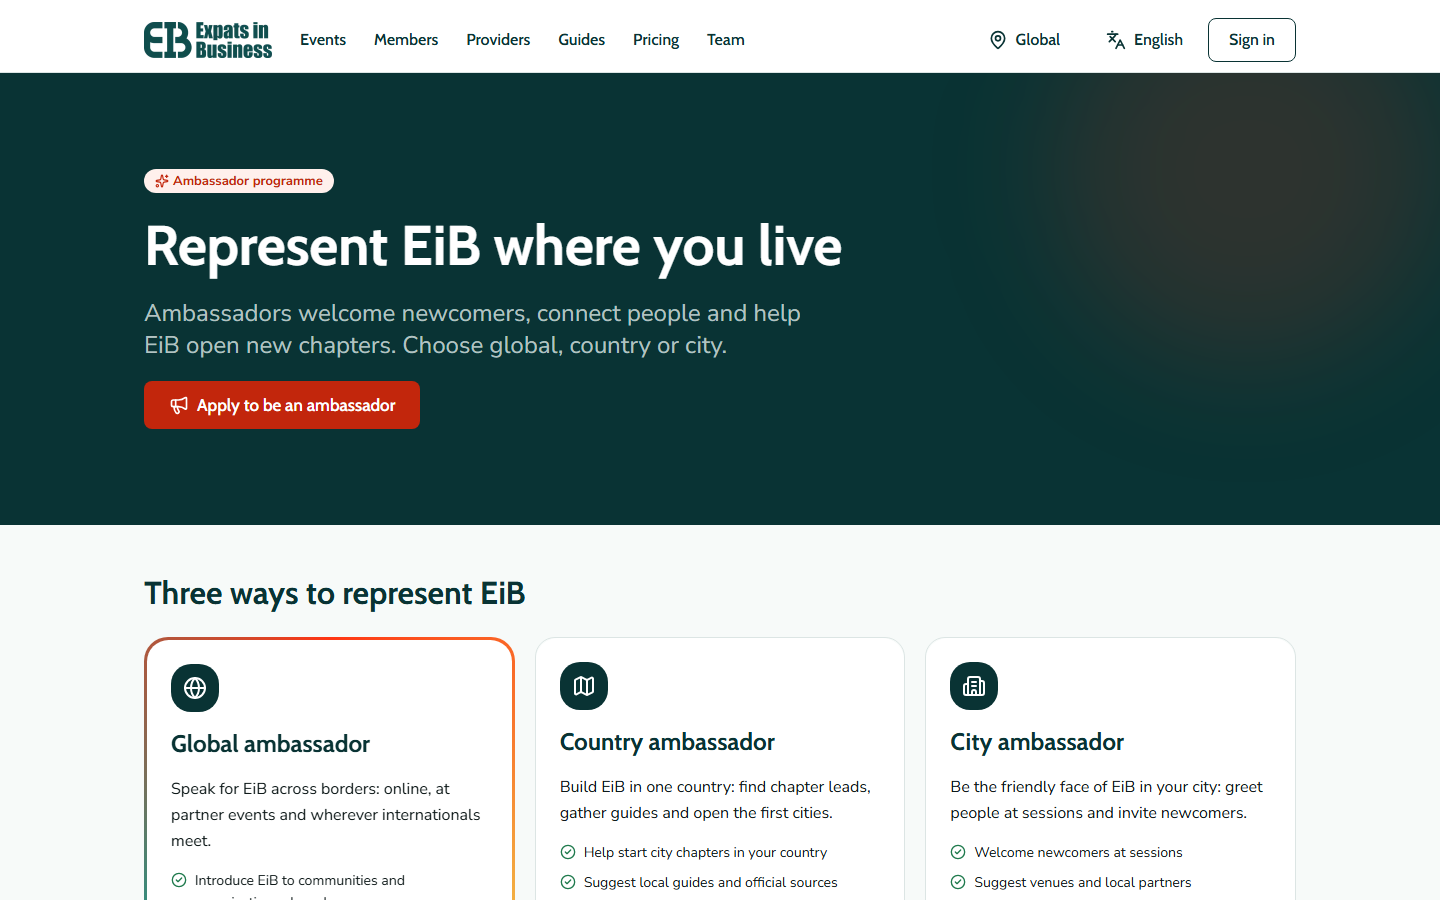 EIB Expats in Business
Events
Members
Providers
Guides
Pricing
Team
Global
English
Sign in
Ambassador programme
Represent EiB where you live
Ambassadors welcome newcomers, connect people and help
EiB open new chapters. Choose global, country or city.
Apply to be an ambassador
Three ways to represent EiB
Global ambassador
Speak for EiB across borders: online, at
partner events and wherever internationals
meet.
Introduce EiB to communities and
Country ambassador
Build EiB in one country: find chapter leads,
gather guides and open the first cities.
Help start city chapters in your country
Suggest local guides and official sources
City ambassador
Be the friendly face of EiB in your city: greet
people at sessions and invite newcomers.
Welcome newcomers at sessions
Suggest venues and local partners